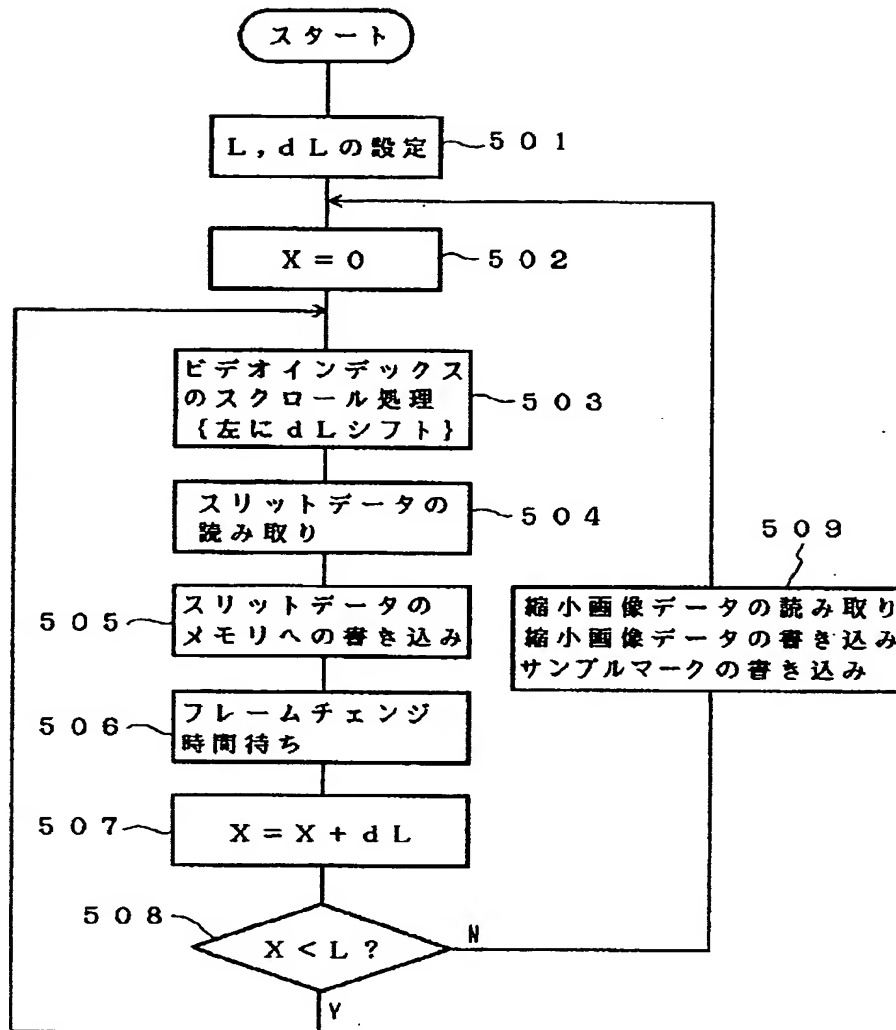 スタート
L,dLの設定
501
X=0
502
ビデオインデックス
のスクロール処理
{左にdLシフト}
503
スリットデータの
読み取り
504
スリットデータの
メモリへの書き込み
505
フレームチェンジ
時間待ち
506
X=X+dL
507
X<L?
508
N
Y
509
縮小画像データの読み取り
縮小画像データの書き込み
サンプルマークの書き込み